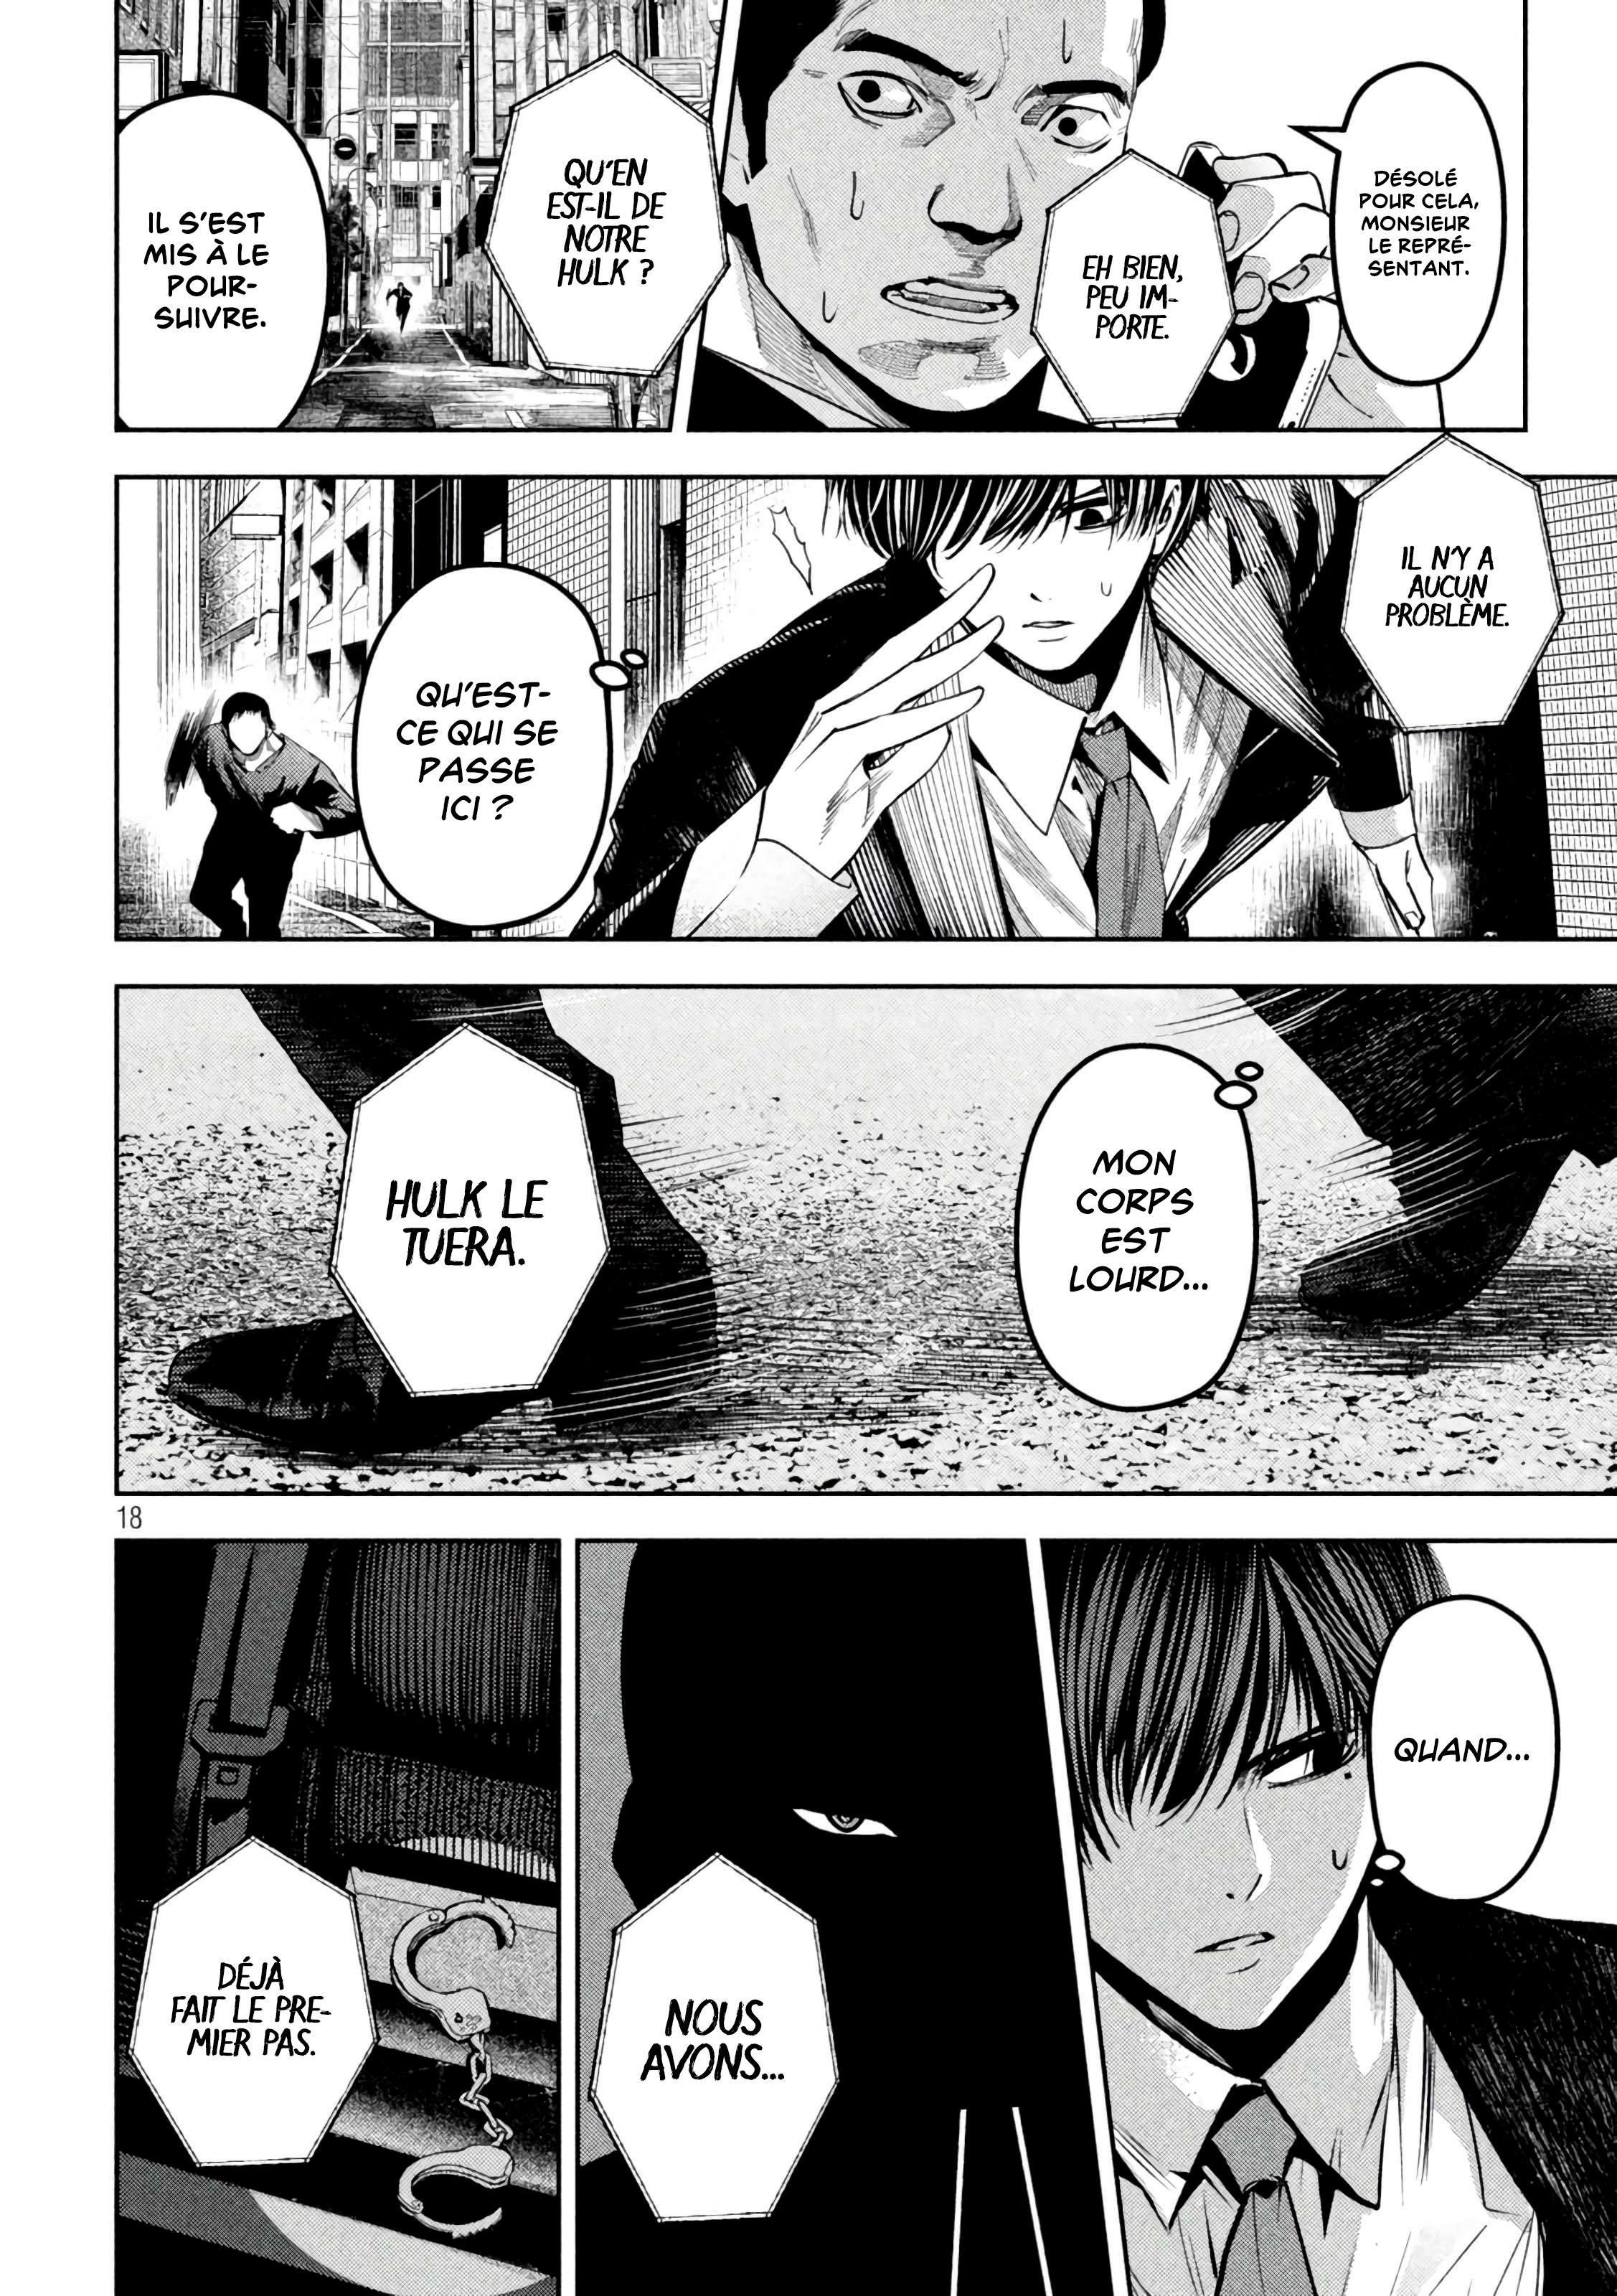 DÉSOLÉ
POUR CELA,
MONSIEUR
LE REPRÉ-
SENTANT.
EH BIEN,
PEU IM-
PORTE.
QU'EN
EST-IL DE
NOTRE
HULK ?
IL S'EST
MIS À LE
POUR-
SUIVRE.
IL N'Y A
AUCUN
PROBLÈME.
QU'EST-
CE QUI SE
PASSE
ICI ?
MON
CORPS
EST
LOURD...
HULK LE
TUERA.
18
QUAND...
NOUS
AVONS...
DÉJÀ
FAIT LE PRE-
MIER PAS.